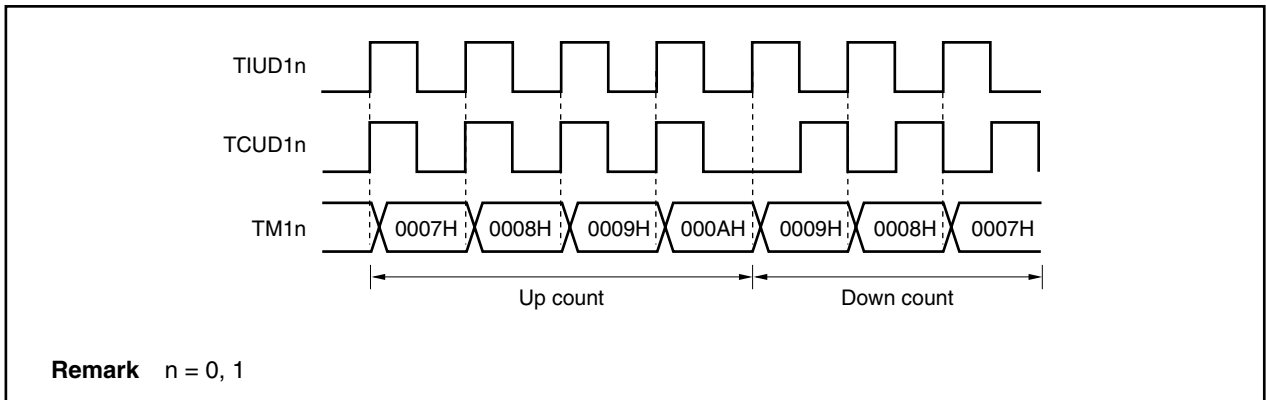 TIUD1n
TCUD1n
TM1n 0007H 0008H 0009H 000AH 0009H 0008H 0007H
Up count Down count
Remark n = 0, 1